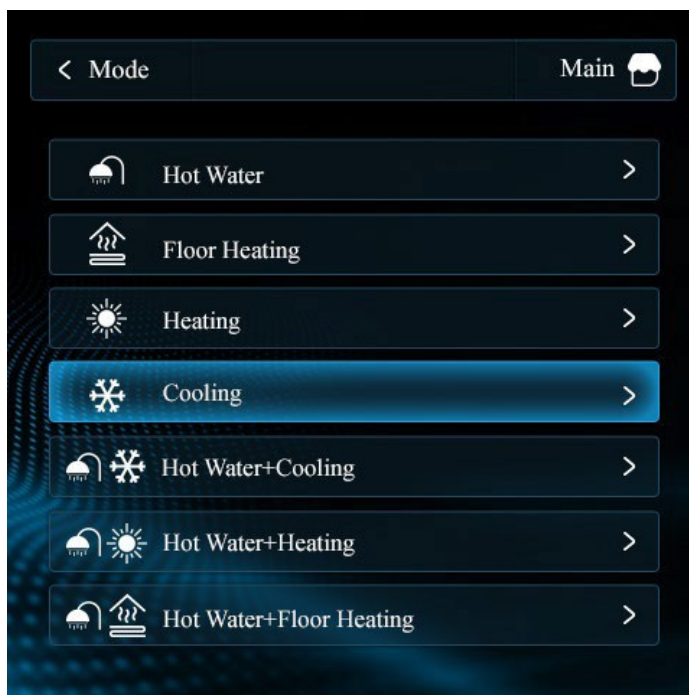 Mode
Main
Hot Water
Floor Heating
Heating
Cooling
Hot Water+Cooling
Hot Water+Heating
Hot Water+Floor Heating